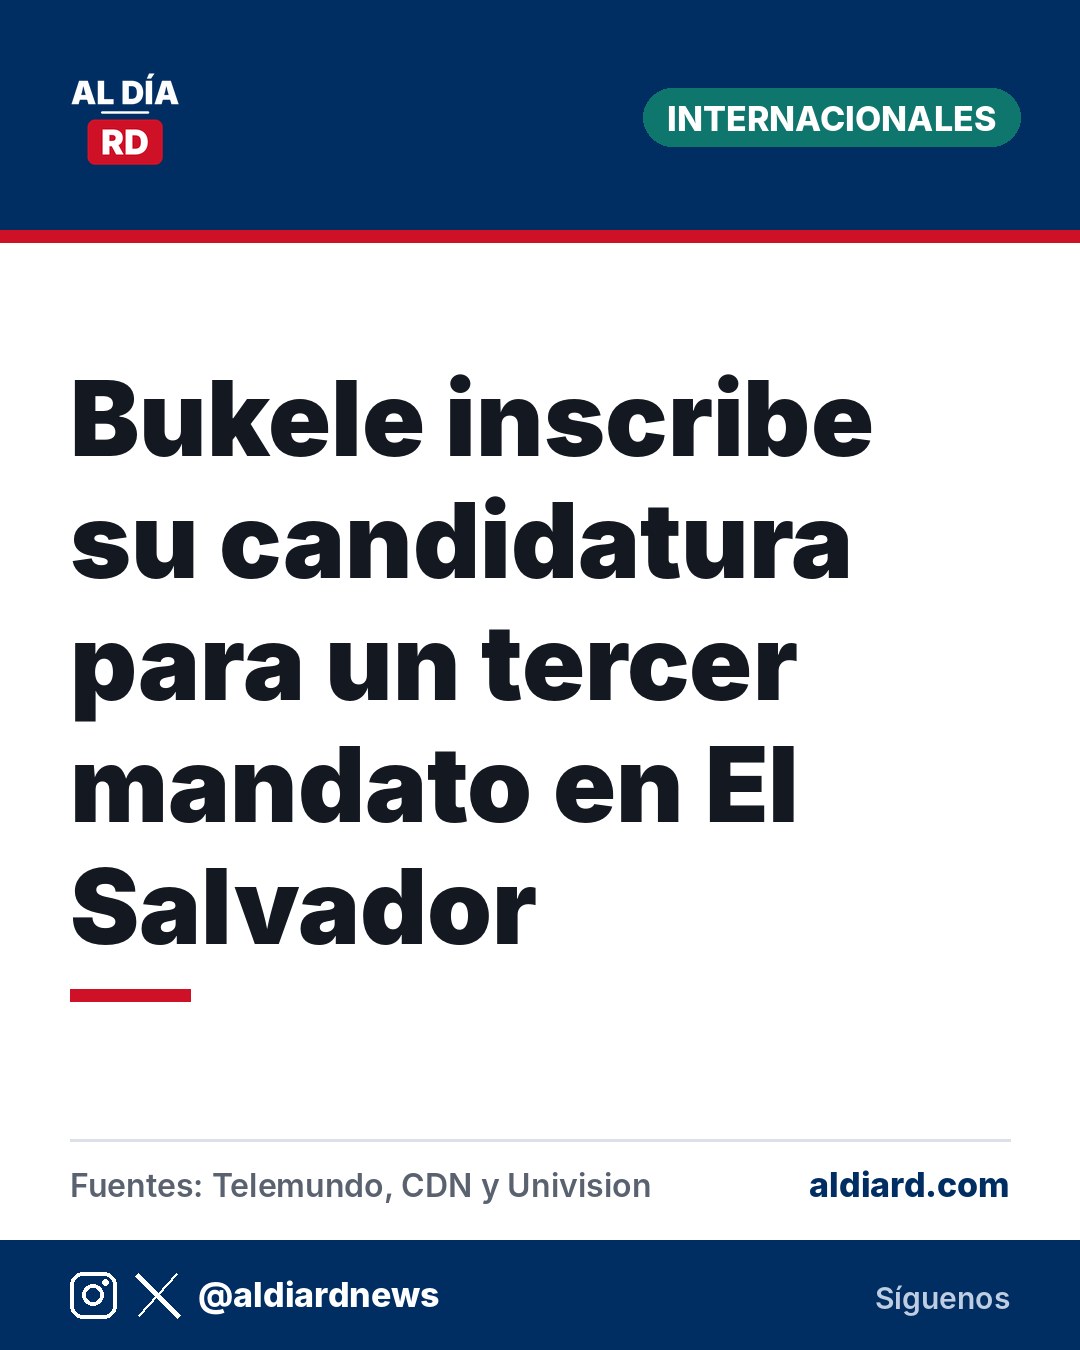 AL DÍA
RD
INTERNACIONALES
Bukele inscribe
su candidatura
para un tercer
mandato en El
Salvador
Fuentes: Telemundo, CDN y Univision
aldiard.com
@aldiardnews
Síguenos